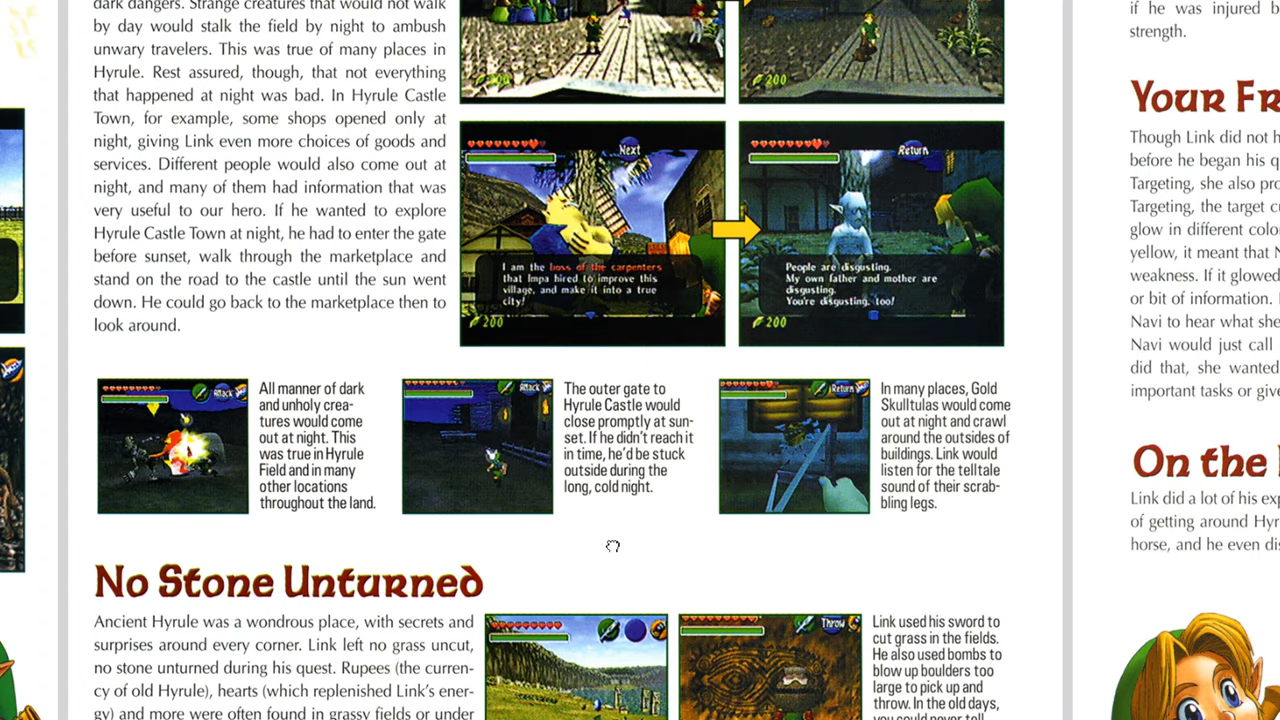 dark dangers. Strange creatures that would not walk
by day would stalk the field by night to ambush
unwary travelers. This was true of many places in
Hyrule. Rest assured, though, that not everything
that happened at night was bad. In Hyrule Castle
Town, for example, some shops opened only at
night, giving Link even more choices of goods and
services. Different people would also come out at
night, and many of them had information that was
very useful to our hero. If he wanted to explore
Hyrule Castle Town at night, he had to enter the gate
before sunset, walk through the marketplace and
stand on the road to the castle until the sun went
down. He could go back to the marketplace then to
look around.
200
200
Next
I am the boss of the carpenters
that Impa hired to improve this
village, and make it into a true
city!
200
Return
People are disgusting.
My own father and mother are
disgusting.
You're disgusting, too!
200
Attack
All manner of dark
and unholy crea-
tures would come
out at night. This
was true in Hyrule
Field and in many
other locations
throughout the land.
Attack
The outer gate to
Hyrule Castle would
close promptly at sun-
set. If he didn't reach it
in time, he'd be stuck
outside during the
long, cold night.
Return
In many places, Gold
Skulltulas would come
out at night and crawl
around the outsides of
buildings. Link would
listen for the telltale
sound of their scrab-
bling legs.
No Stone Unturned
Ancient Hyrule was a wondrous place, with secrets and
surprises around every corner. Link left no grass uncut,
no stone unturned during his quest. Rupees (the curren-
cy of old Hyrule), hearts (which replenished Link's ener-
gy) and more were often found in grassy fields or under
Throw
Link used his sword to
cut grass in the fields.
He also used bombs to
blow up boulders too
large to pick up and
throw. In the old days,
you could never tell
if he was injured b
strength.
Your Fr
Though Link did not h
before he began his q
Targeting, she also pro
Targeting, the target c
glow in different colo
yellow, it meant that N
weakness. If it glowed
or bit of information.
Navi to hear what she
Navi would just call
did that, she wanted
important tasks or give
On the
Link did a lot of his exp
of getting around Hyr
horse, and he even dis